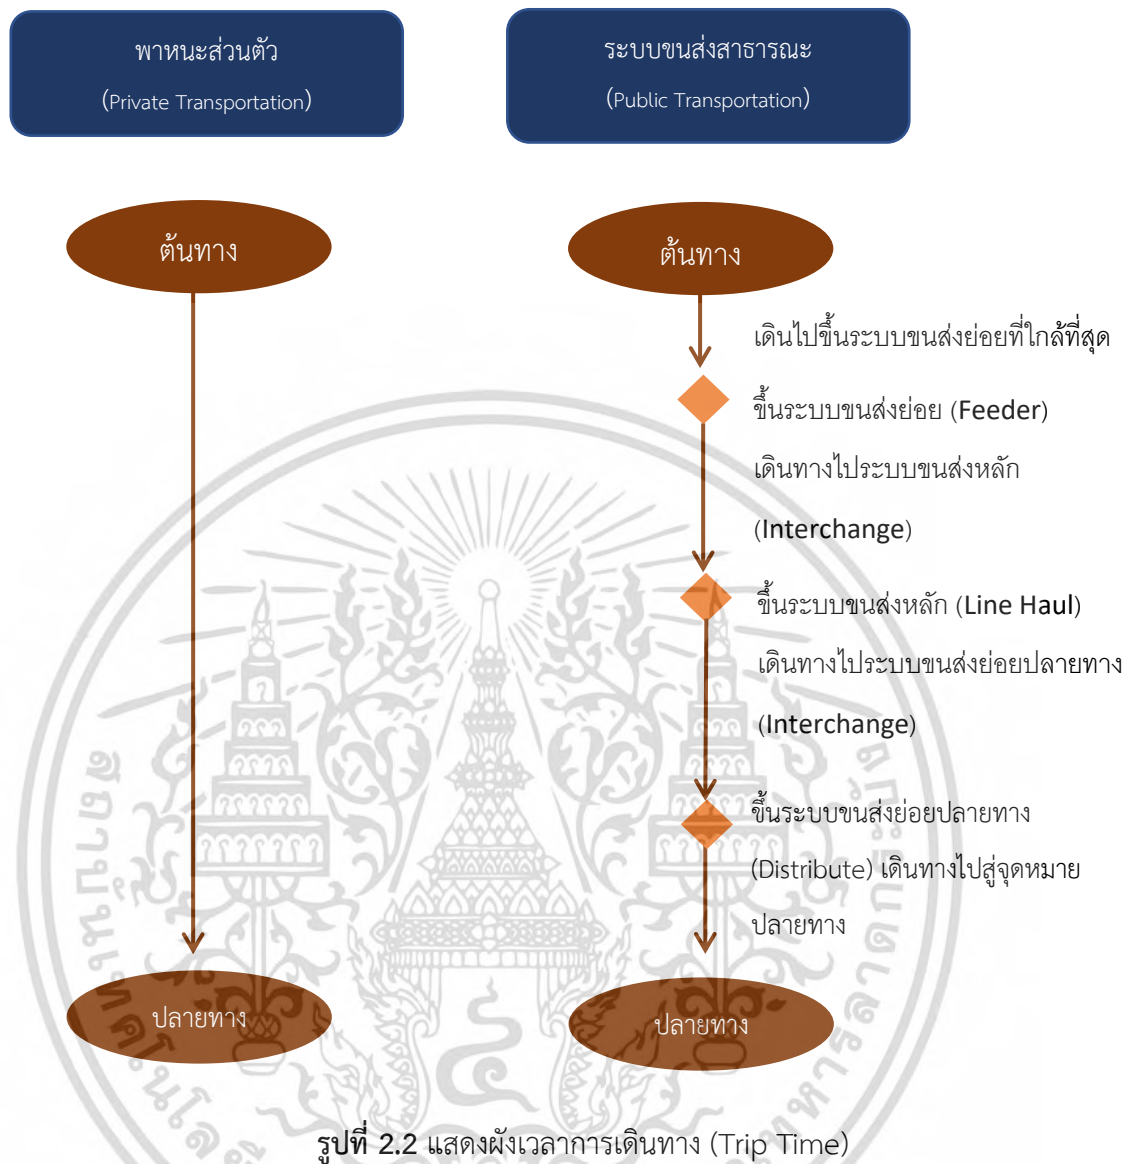 พาหนะส่วนตัว
(Private Transportation)
ระบบขนส่งสาธารณะ
(Public Transportation)
ต้นทาง
ต้นทาง
เดินไปขึ้นระบบขนส่งย่อยที่ใกล้ที่สุด
ขึ้นระบบขนส่งย่อย (Feeder)
เดินทางไประบบขนส่งหลัก
(Interchange)
ขึ้นระบบขนส่งหลัก (Line Haul)
เดินทางไประบบขนส่งย่อยปลายทาง
(Interchange)
ขึ้นระบบขนส่งย่อยปลายทาง
(Distribute) เดินทางไปสู่จุดหมาย
ปลายทาง
ปลายทาง
ปลายทาง
รูปที่ 2.2 แสดงผังเวลาการเดินทาง (Trip Time)